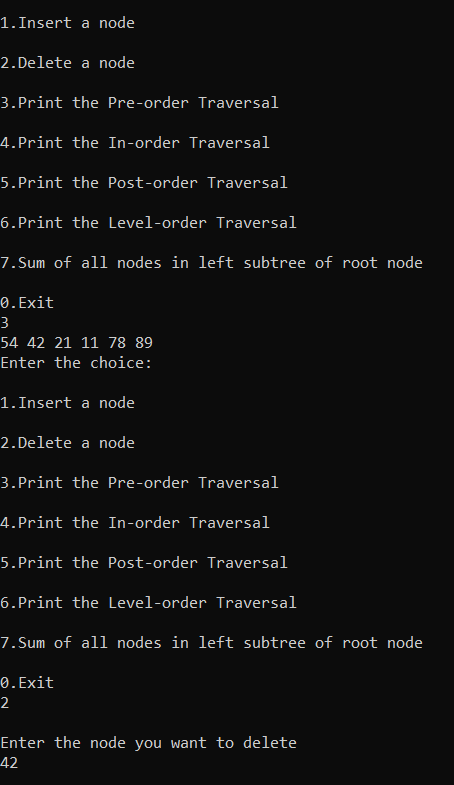 1.Insert a node
2.Delete a node
3.Print the Pre-order Traversal
4.Print the In-order Traversal
5.Print the Post-order Traversal
6.Print the Level-order Traversal
7.Sum of all nodes in left subtree of root node
0.Exit
3
54 42 21 11 78 89
Enter the choice:
1.Insert a node
2.Delete a node
3.Print the Pre-order Traversal
4.Print the In-order Traversal
5.Print the Post-order Traversal
6.Print the Level-order Traversal
7.Sum of all nodes in left subtree of root node
0.Exit
2
Enter the node you want to delete
42